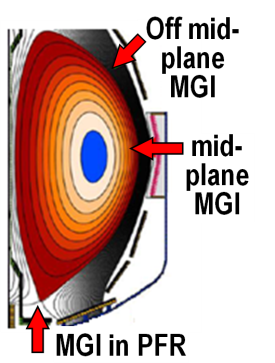 Off mid-
plane
MGI
mid-
plane
MGI
MGI in PFR